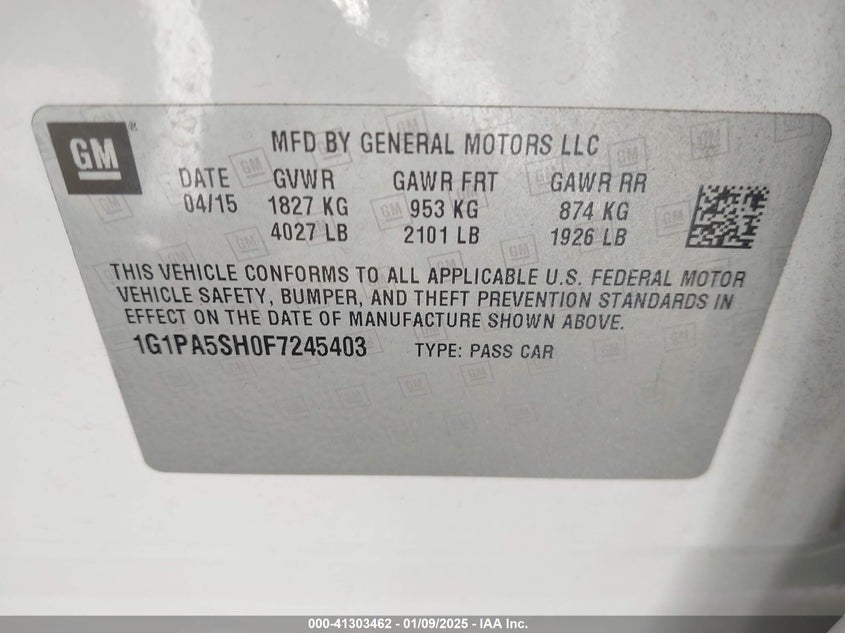 GM
MFD BY GENERAL MOTORS LLC
DATE GVWR GAWR FRT GAWR RR
04/15 1827 KG 953 KG 874 KG
4027 LB 2101 LB 1926 LB
THIS VEHICLE CONFORMS TO ALL APPLICABLE U.S. FEDERAL MOTOR
VEHICLE SAFETY, BUMPER, AND THEFT PREVENTION STANDARDS IN
EFFECT ON THE DATE OF MANUFACTURE SHOWN ABOVE.
1G1PA5SH0F7245403 TYPE: PASS CAR
000-41303462 - 01/09/2025 - IAA Inc.